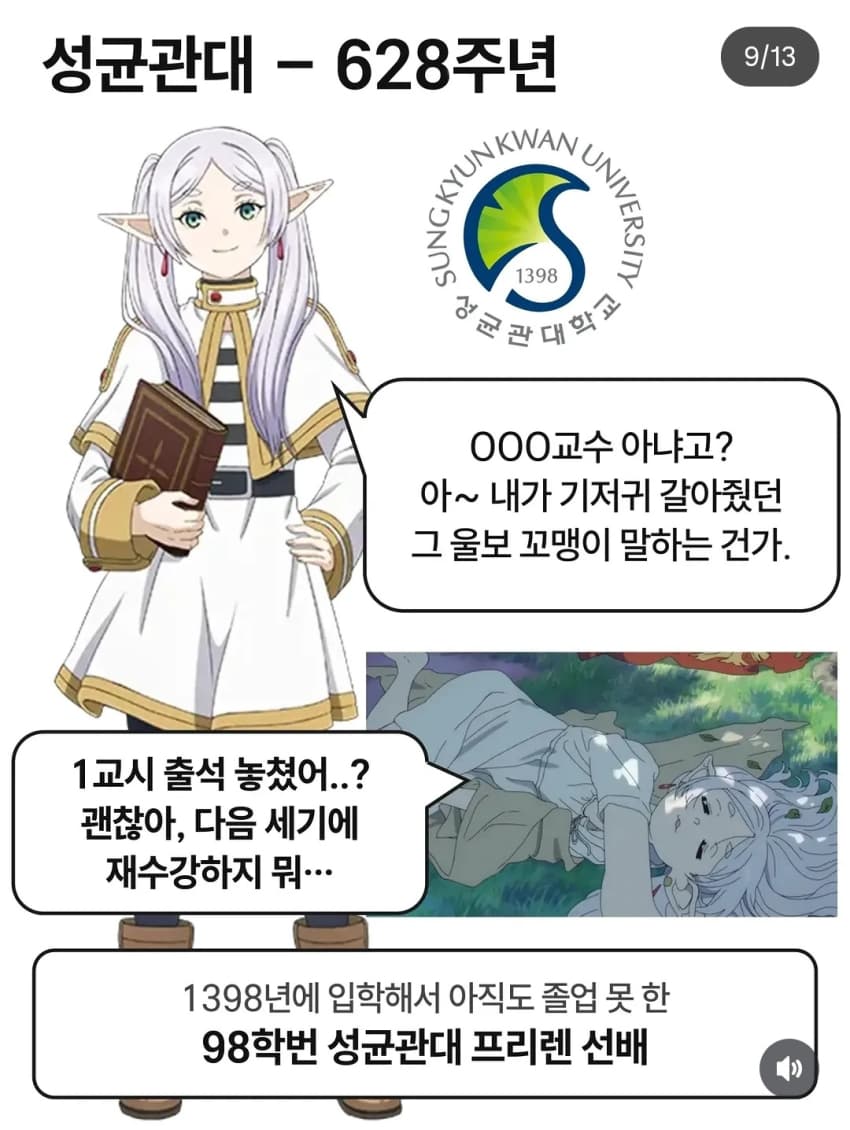 성균관대 – 628주년
9/13
SUNGKYUNKWAN UNIVERSITY
1398
성균관대학교
OOO교수 아냐고?
아~ 내가 기저귀 갈아줬던
그 울보 꼬맹이 말하는 건가.
1교시 출석 놓쳤어..?
괜찮아, 다음 세기에
재수강하지 뭐…
1398년에 입학해서 아직도 졸업 못 한
98학번 성균관대 프리렌 선배